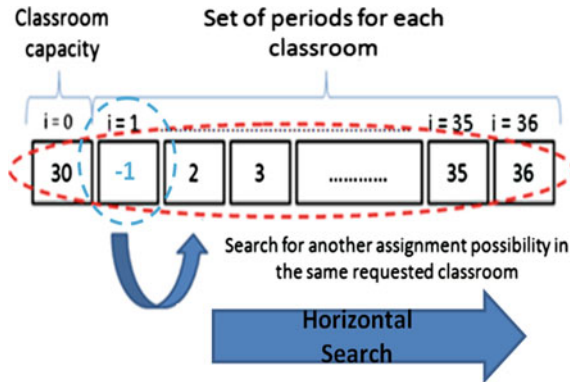 Classroom
capacity
Set of periods for each
classroom
i = 0 i = 1 ............ i = 35 i = 36
30 -1 2 3 ............ 35 36
Search for another assignment possibility in
the same requested classroom
Horizontal
Search